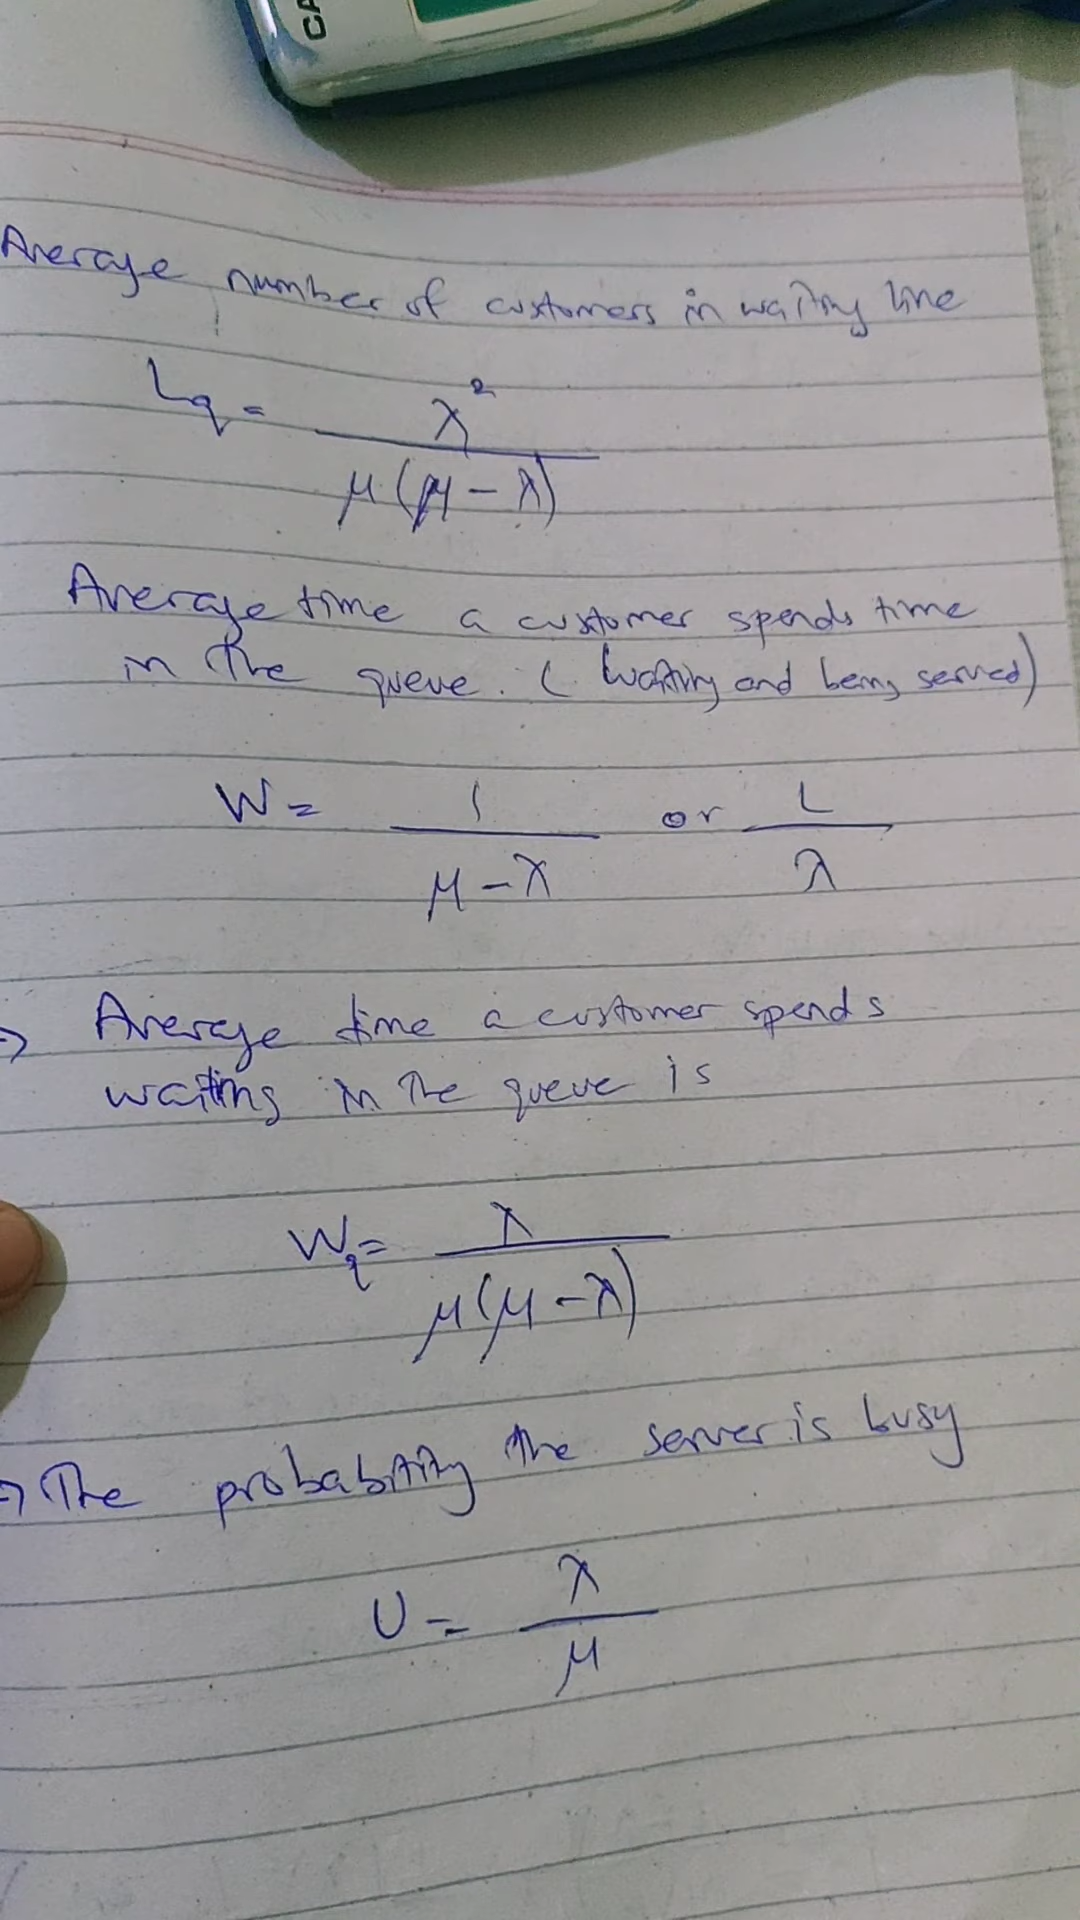 CA
Average number of customers in waiting line
Lq = λ²
μ(μ - λ)
Average time a customer spends time
in the queue. ( waiting and being served)
W = 1 or L
μ - λ λ
→ Average time a customer spends
waiting in the queue is
Wq = λ
μ(μ - λ)
→ The probability the server is busy
U = λ
μ